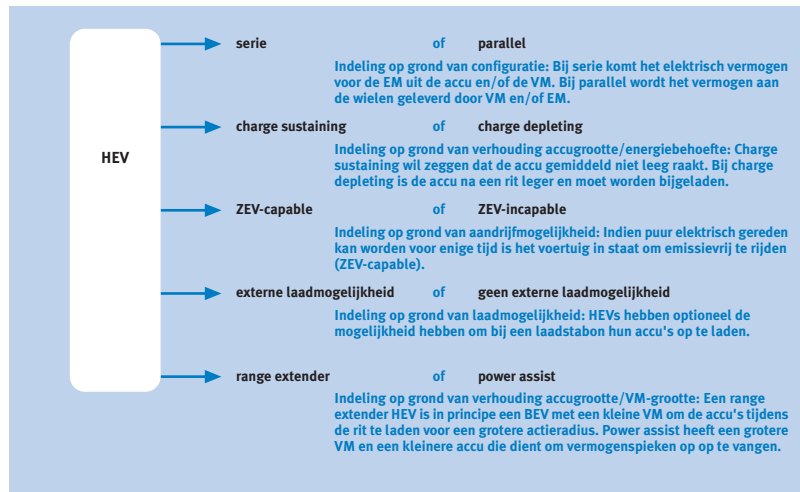 serie of parallel
Indeling op grond van configuratie: Bij serie komt het elektrisch vermogen
voor de EM uit de accu en/of de VM. Bij parallel wordt het vermogen aan
de wielen geleverd door VM en/of EM.
charge sustaining of charge depleting
Indeling op grond van verhouding accugrootte/energiebehoefte: Charge
sustaining wil zeggen dat de accu gemiddeld niet leeg raakt. Bij charge
depleting is de accu na een rit leger en moet worden bijgeladen.
HEV
ZEV-capable of ZEV-incapable
Indeling op grond van aandrijfmogelijkheid: Indien puur elektrisch gereden
kan worden voor enige tijd is het voertuig in staat om emissievrij te rijden
(ZEV-capable).
externe laadmogelijkheid of geen externe laadmogelijkheid
Indeling op grond van laadmogelijkheid: HEVs hebben optioneel de
mogelijkheid hebben om bij een laadstabon hun accu's op te laden.
range extender of power assist
Indeling op grond van verhouding accugrootte/VM-grootte: Een range
extender HEV is in principe een BEV met een kleine VM om de accu's tijdens
de rit te laden voor een grotere actieradius. Power assist heeft een grotere
VM en een kleinere accu die dient om vermogenspieken op op te vangen.